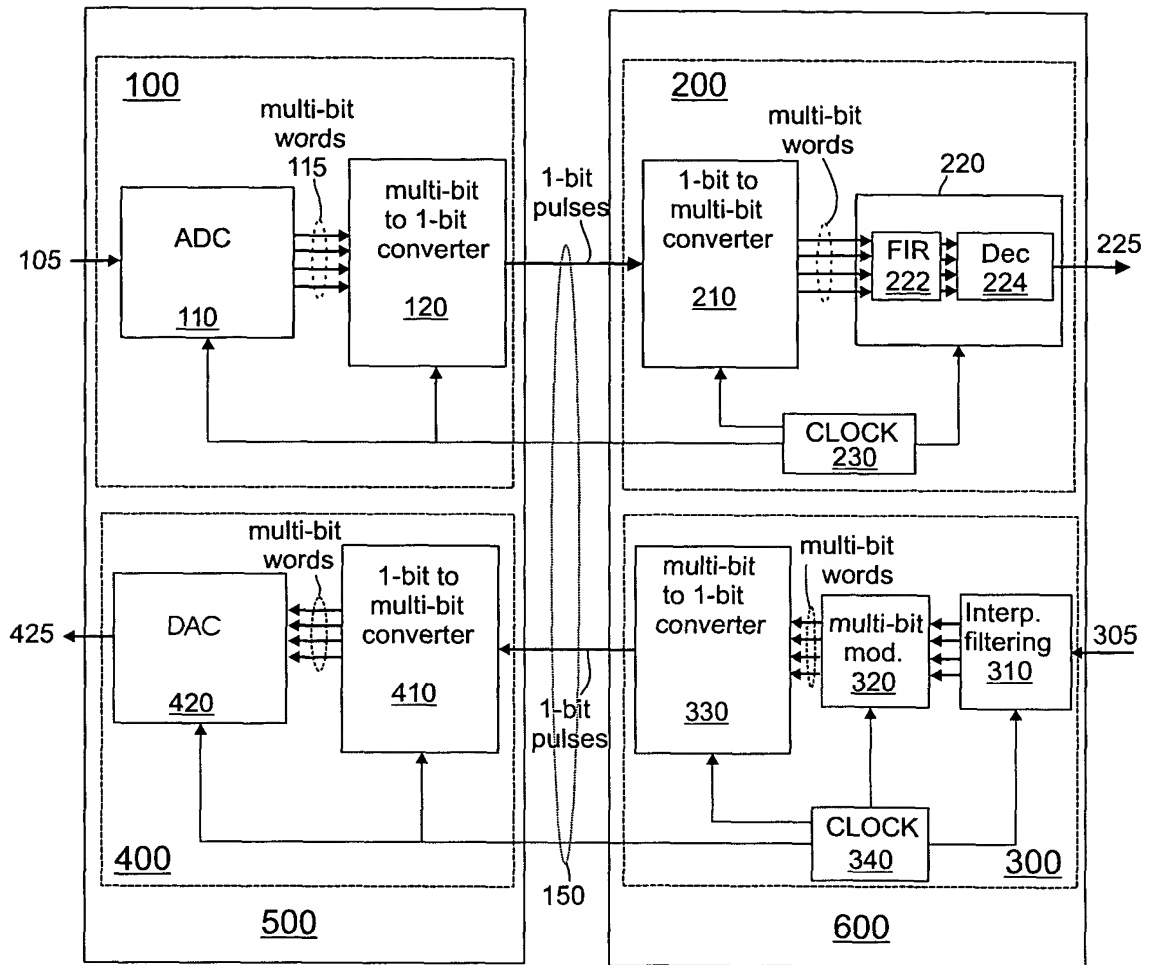 100
multi-bit
words
115
ADC
110
multi-bit
to 1-bit
converter
120
105
1-bit
pulses
200
multi-bit
words
1-bit to
multi-bit
converter
210
220
FIR
222
Dec
224
225
CLOCK
230
multi-bit
words
DAC
420
1-bit to
multi-bit
converter
410
425
1-bit
pulses
multi-bit
to 1-bit
converter
330
multi-bit
words
multi-bit
mod.
320
Interp.
filtering
310
305
CLOCK
340
400
300
150
500
600